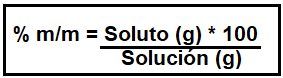 % m/m = Soluto (g) * 100
Solución (g)